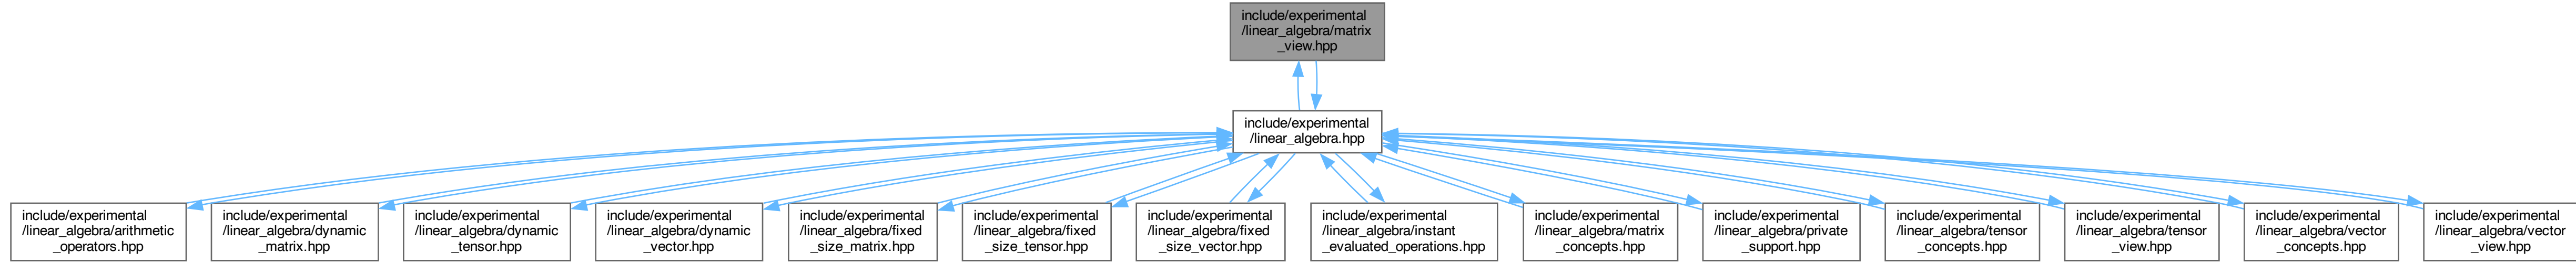 include/experimental
/linear_algebra/matrix
_view.hpp
include/experimental
/linear_algebra.hpp
include/experimental
/linear_algebra/arithmetic
_operators.hpp
include/experimental
/linear_algebra/dynamic
_matrix.hpp
include/experimental
/linear_algebra/dynamic
_tensor.hpp
include/experimental
/linear_algebra/dynamic
_vector.hpp
include/experimental
/linear_algebra/fixed
_size_matrix.hpp
include/experimental
/linear_algebra/fixed
_size_tensor.hpp
include/experimental
/linear_algebra/fixed
_size_vector.hpp
include/experimental
/linear_algebra/instant
_evaluated_operations.hpp
include/experimental
/linear_algebra/matrix
_concepts.hpp
include/experimental
/linear_algebra/private
_support.hpp
include/experimental
/linear_algebra/tensor
_concepts.hpp
include/experimental
/linear_algebra/tensor
_view.hpp
include/experimental
/linear_algebra/vector
_concepts.hpp
include/experimental
/linear_algebra/vector
_view.hpp